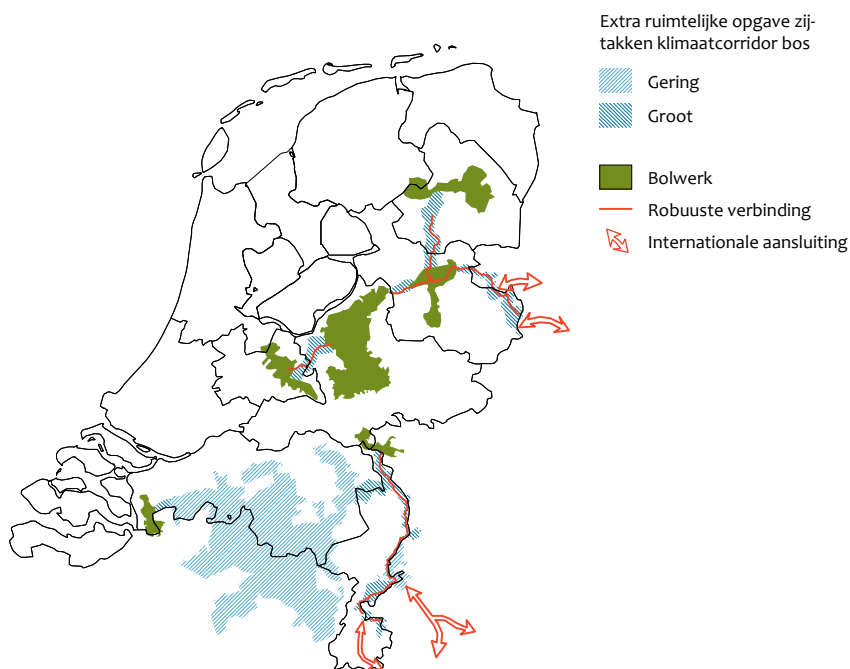 Extra ruimtelijke opgave zij-
takken klimaatcorridor bos
Gering
Groot
Bolwerk
Robuuste verbinding
Internationale aansluiting